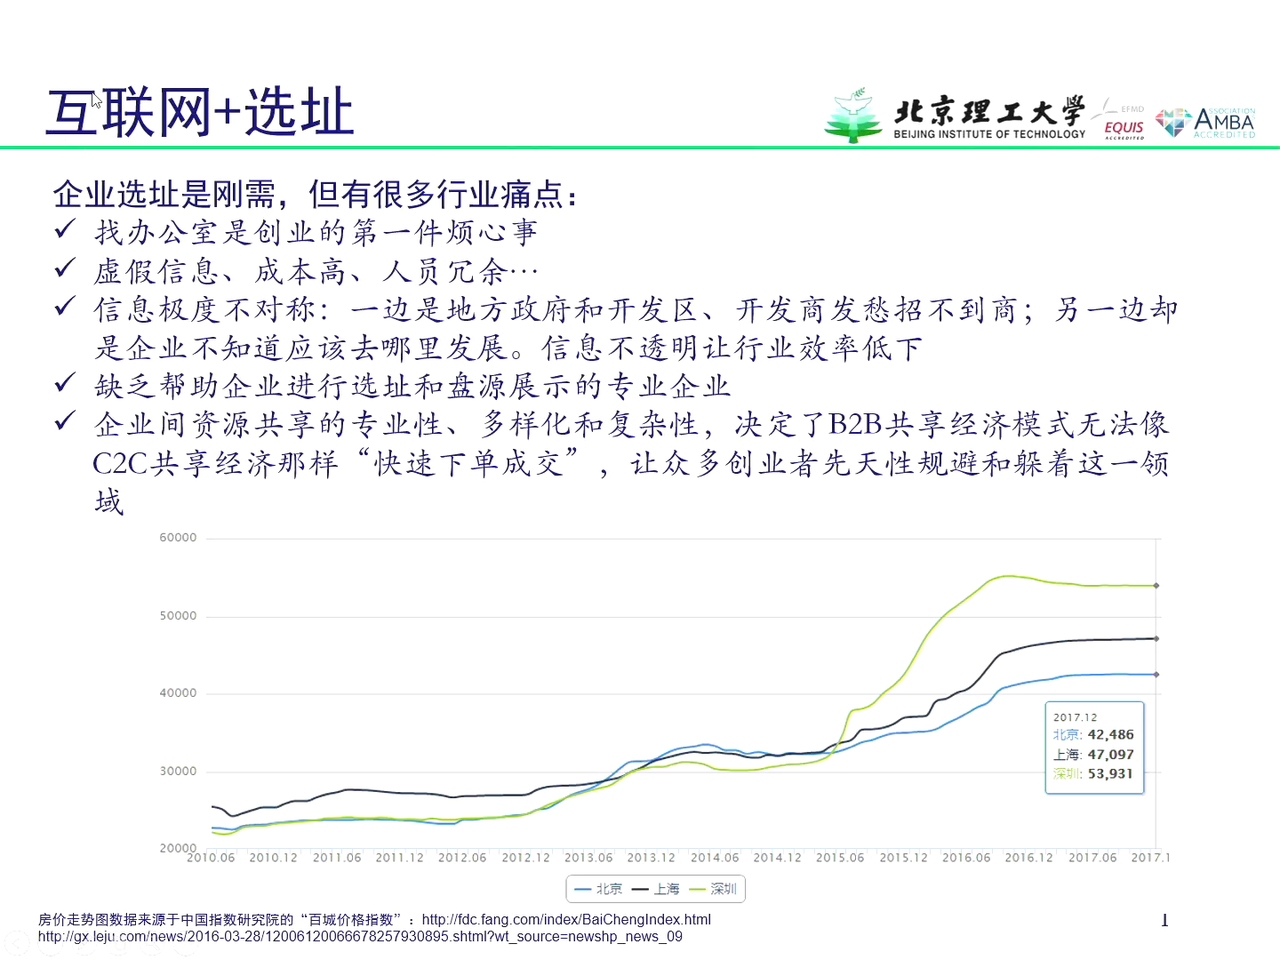 互联网+选址
北京理工大学
BEIJING INSTITUTE OF TECHNOLOGY
EFMD
EQUIS
ACCREDITED
ASSOCIATION
AMBA
ACCREDITED
企业选址是刚需，但有很多行业痛点：
✓ 找办公室是创业的第一件烦心事
✓ 虚假信息、成本高、人员冗余…
✓ 信息极度不对称：一边是地方政府和开发区、开发商发愁招不到商；另一边却
是企业不知道应该去哪里发展。信息不透明让行业效率低下
✓ 缺乏帮助企业进行选址和盘源展示的专业企业
✓ 企业间资源共享的专业性、多样化和复杂性，决定了B2B共享经济模式无法像
C2C共享经济那样“快速下单成交”，让众多创业者先天性规避和躲着这一领
域
60000
50000
40000
30000
20000
2017.12
北京: 42,486
上海: 47,097
深圳: 53,931
2010.06 2010.12 2011.06 2011.12 2012.06 2012.12 2013.06 2013.12 2014.06 2014.12 2015.06 2015.12 2016.06 2016.12 2017.06 2017.1
北京 上海 深圳
房价走势图数据来源于中国指数研究院的“百城价格指数”：http://fdc.fang.com/index/BaiChengIndex.html
http://gx.leju.com/news/2016-03-28/12006120066678257930895.shtml?wt_source=newshp_news_09
1